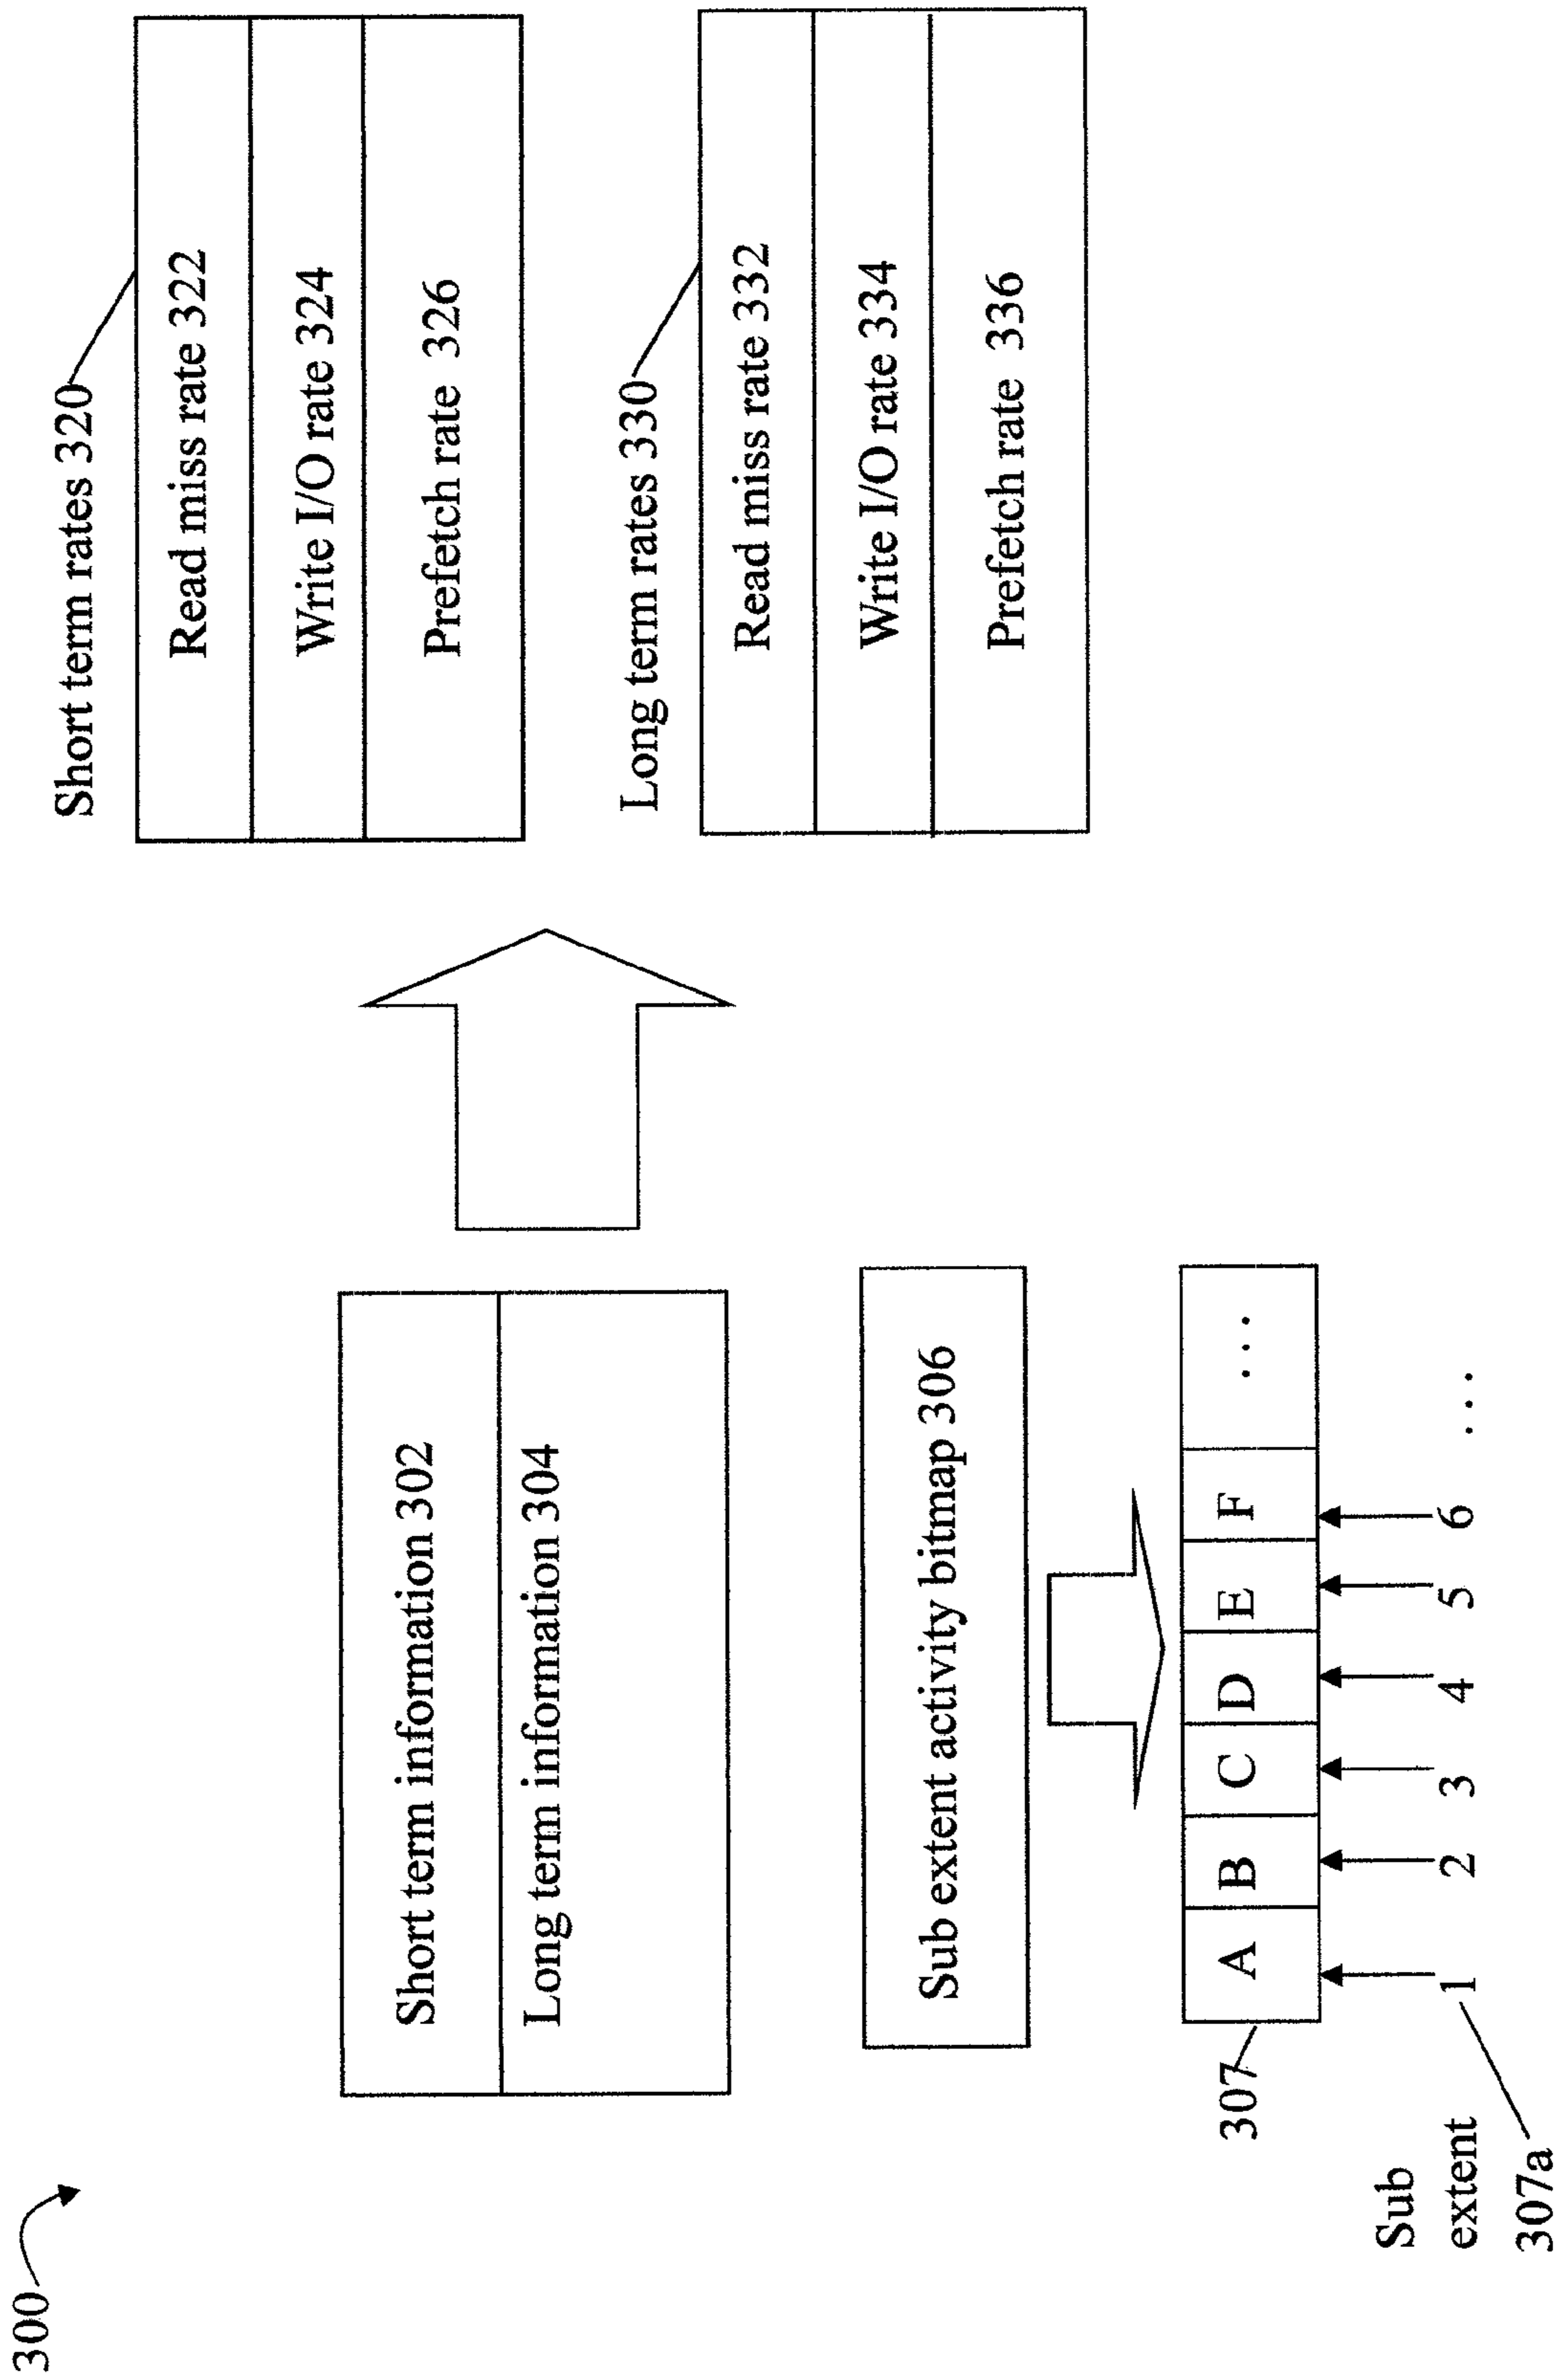 300
Short term information 302
Long term information 304
Short term rates 320
Read miss rate 322
Write I/O rate 324
Prefetch rate 326
Long term rates 330
Read miss rate 332
Write I/O rate 334
Prefetch rate 336
Sub extent activity bitmap 306
307
A B C D E F ...
Sub
extent
307a
1 2 3 4 5 6 ...